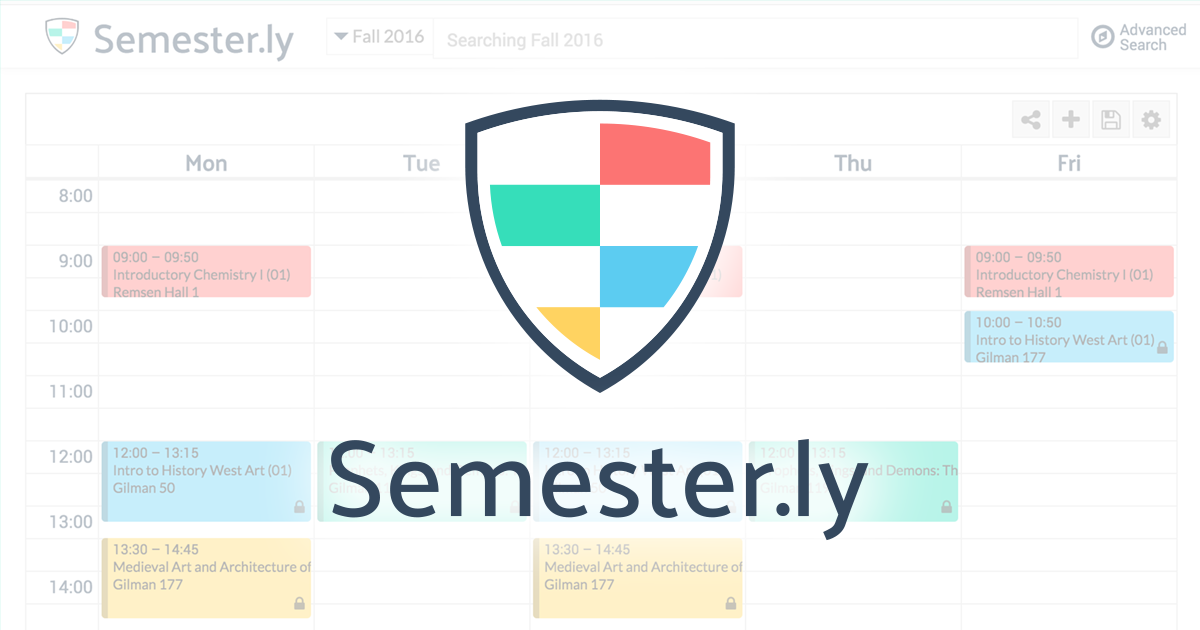 Semester.ly
Fall 2016
Searching Fall 2016
Advanced
Search
Mon
Tue
Thu
Fri
8:00
9:00
09:00 – 09:50
Introductory Chemistry I (01)
Remsen Hall 1
09:00 – 09:50
Introductory Chemistry I (01)
Remsen Hall 1
10:00
10:00 – 10:50
Intro to History West Art (01)
Gilman 177
11:00
12:00
12:00 – 13:15
Intro to History West Art (01)
Gilman 50
13:15
12:00 – 13:15
13:15
and Demons: Th
Semester.ly
13:00
13:30 – 14:45
Medieval Art and Architecture of
Gilman 177
13:30 – 14:45
Medieval Art and Architecture of
Gilman 177
14:00